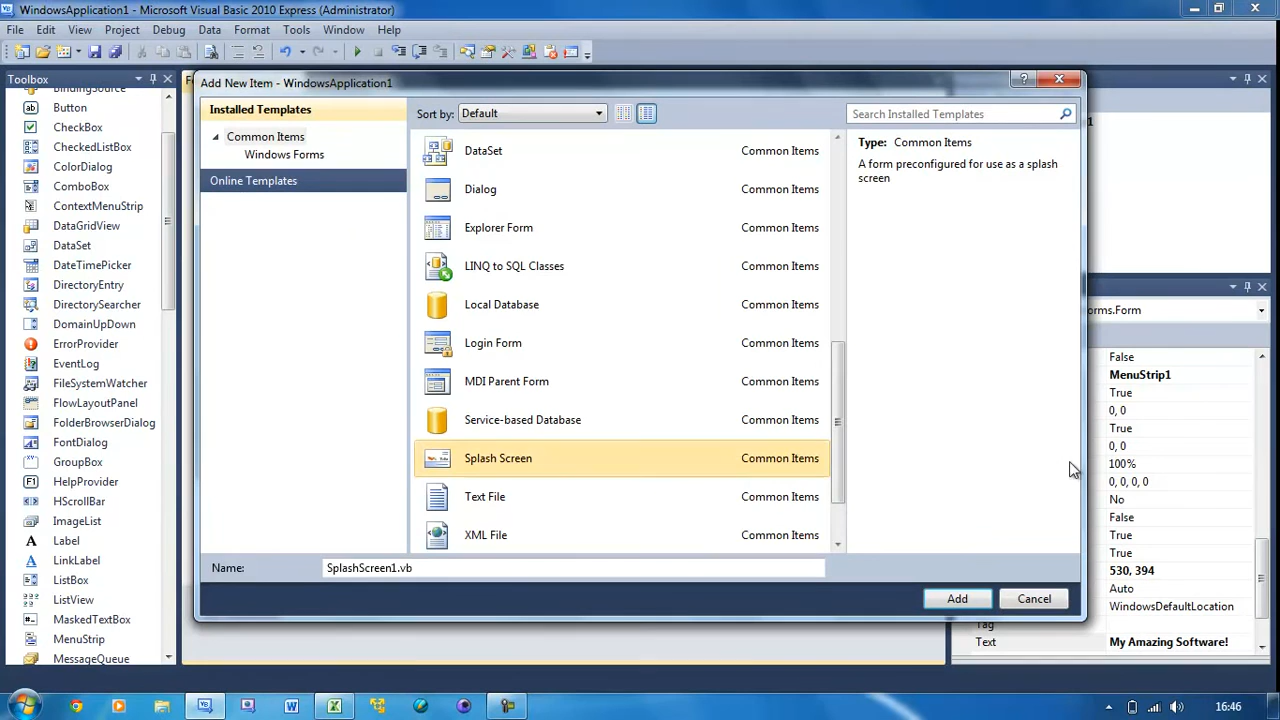 WindowsApplication1 - Microsoft Visual Basic 2010 Express (Administrator)
File Edit View Project Debug Data Format Tools Window Help
Toolbox
BindingSource
Button
CheckBox
CheckedListBox
ColorDialog
ComboBox
ContextMenuStrip
DataGridView
DataSet
DateTimePicker
DirectoryEntry
DirectorySearcher
DomainUpDown
ErrorProvider
EventLog
FileSystemWatcher
FlowLayoutPanel
FolderBrowserDialog
FontDialog
GroupBox
HelpProvider
HScrollBar
ImageList
Label
LinkLabel
ListBox
ListView
MaskedTextBox
MenuStrip
MessageQueue
Add New Item - WindowsApplication1
Installed Templates
Common Items
Windows Forms
Online Templates
Sort by: Default
Search Installed Templates
DataSet Common Items
Dialog Common Items
Explorer Form Common Items
LINQ to SQL Classes Common Items
Local Database Common Items
Login Form Common Items
MDI Parent Form Common Items
Service-based Database Common Items
Splash Screen Common Items
Text File Common Items
XML File Common Items
Type: Common Items
A form preconfigured for use as a splash
screen
Name: SplashScreen1.vb
Add Cancel
orms.Form
False
MenuStrip1
True
0, 0
True
0, 0
100%
0, 0, 0, 0
No
False
True
True
530, 394
Auto
WindowsDefaultLocation
Tag
Text My Amazing Software!
16:46